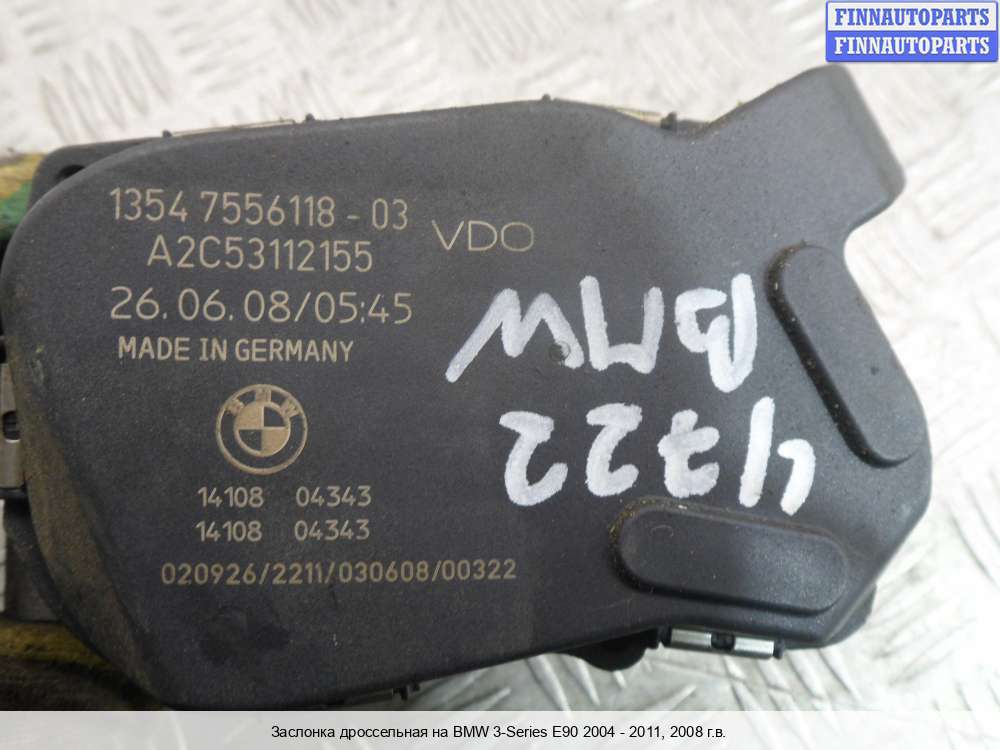 FINNAUTOPARTS
FINNAUTOPARTS
1354 7556118 - 03
VDO
A2C53112155
26.06.08/05:45
MADE IN GERMANY
BMW
BMW
4722
14108 04343
14108 04343
020926/2211/030608/00322
Заслонка дроссельная на BMW 3-Series E90 2004 - 2011, 2008 г.в.